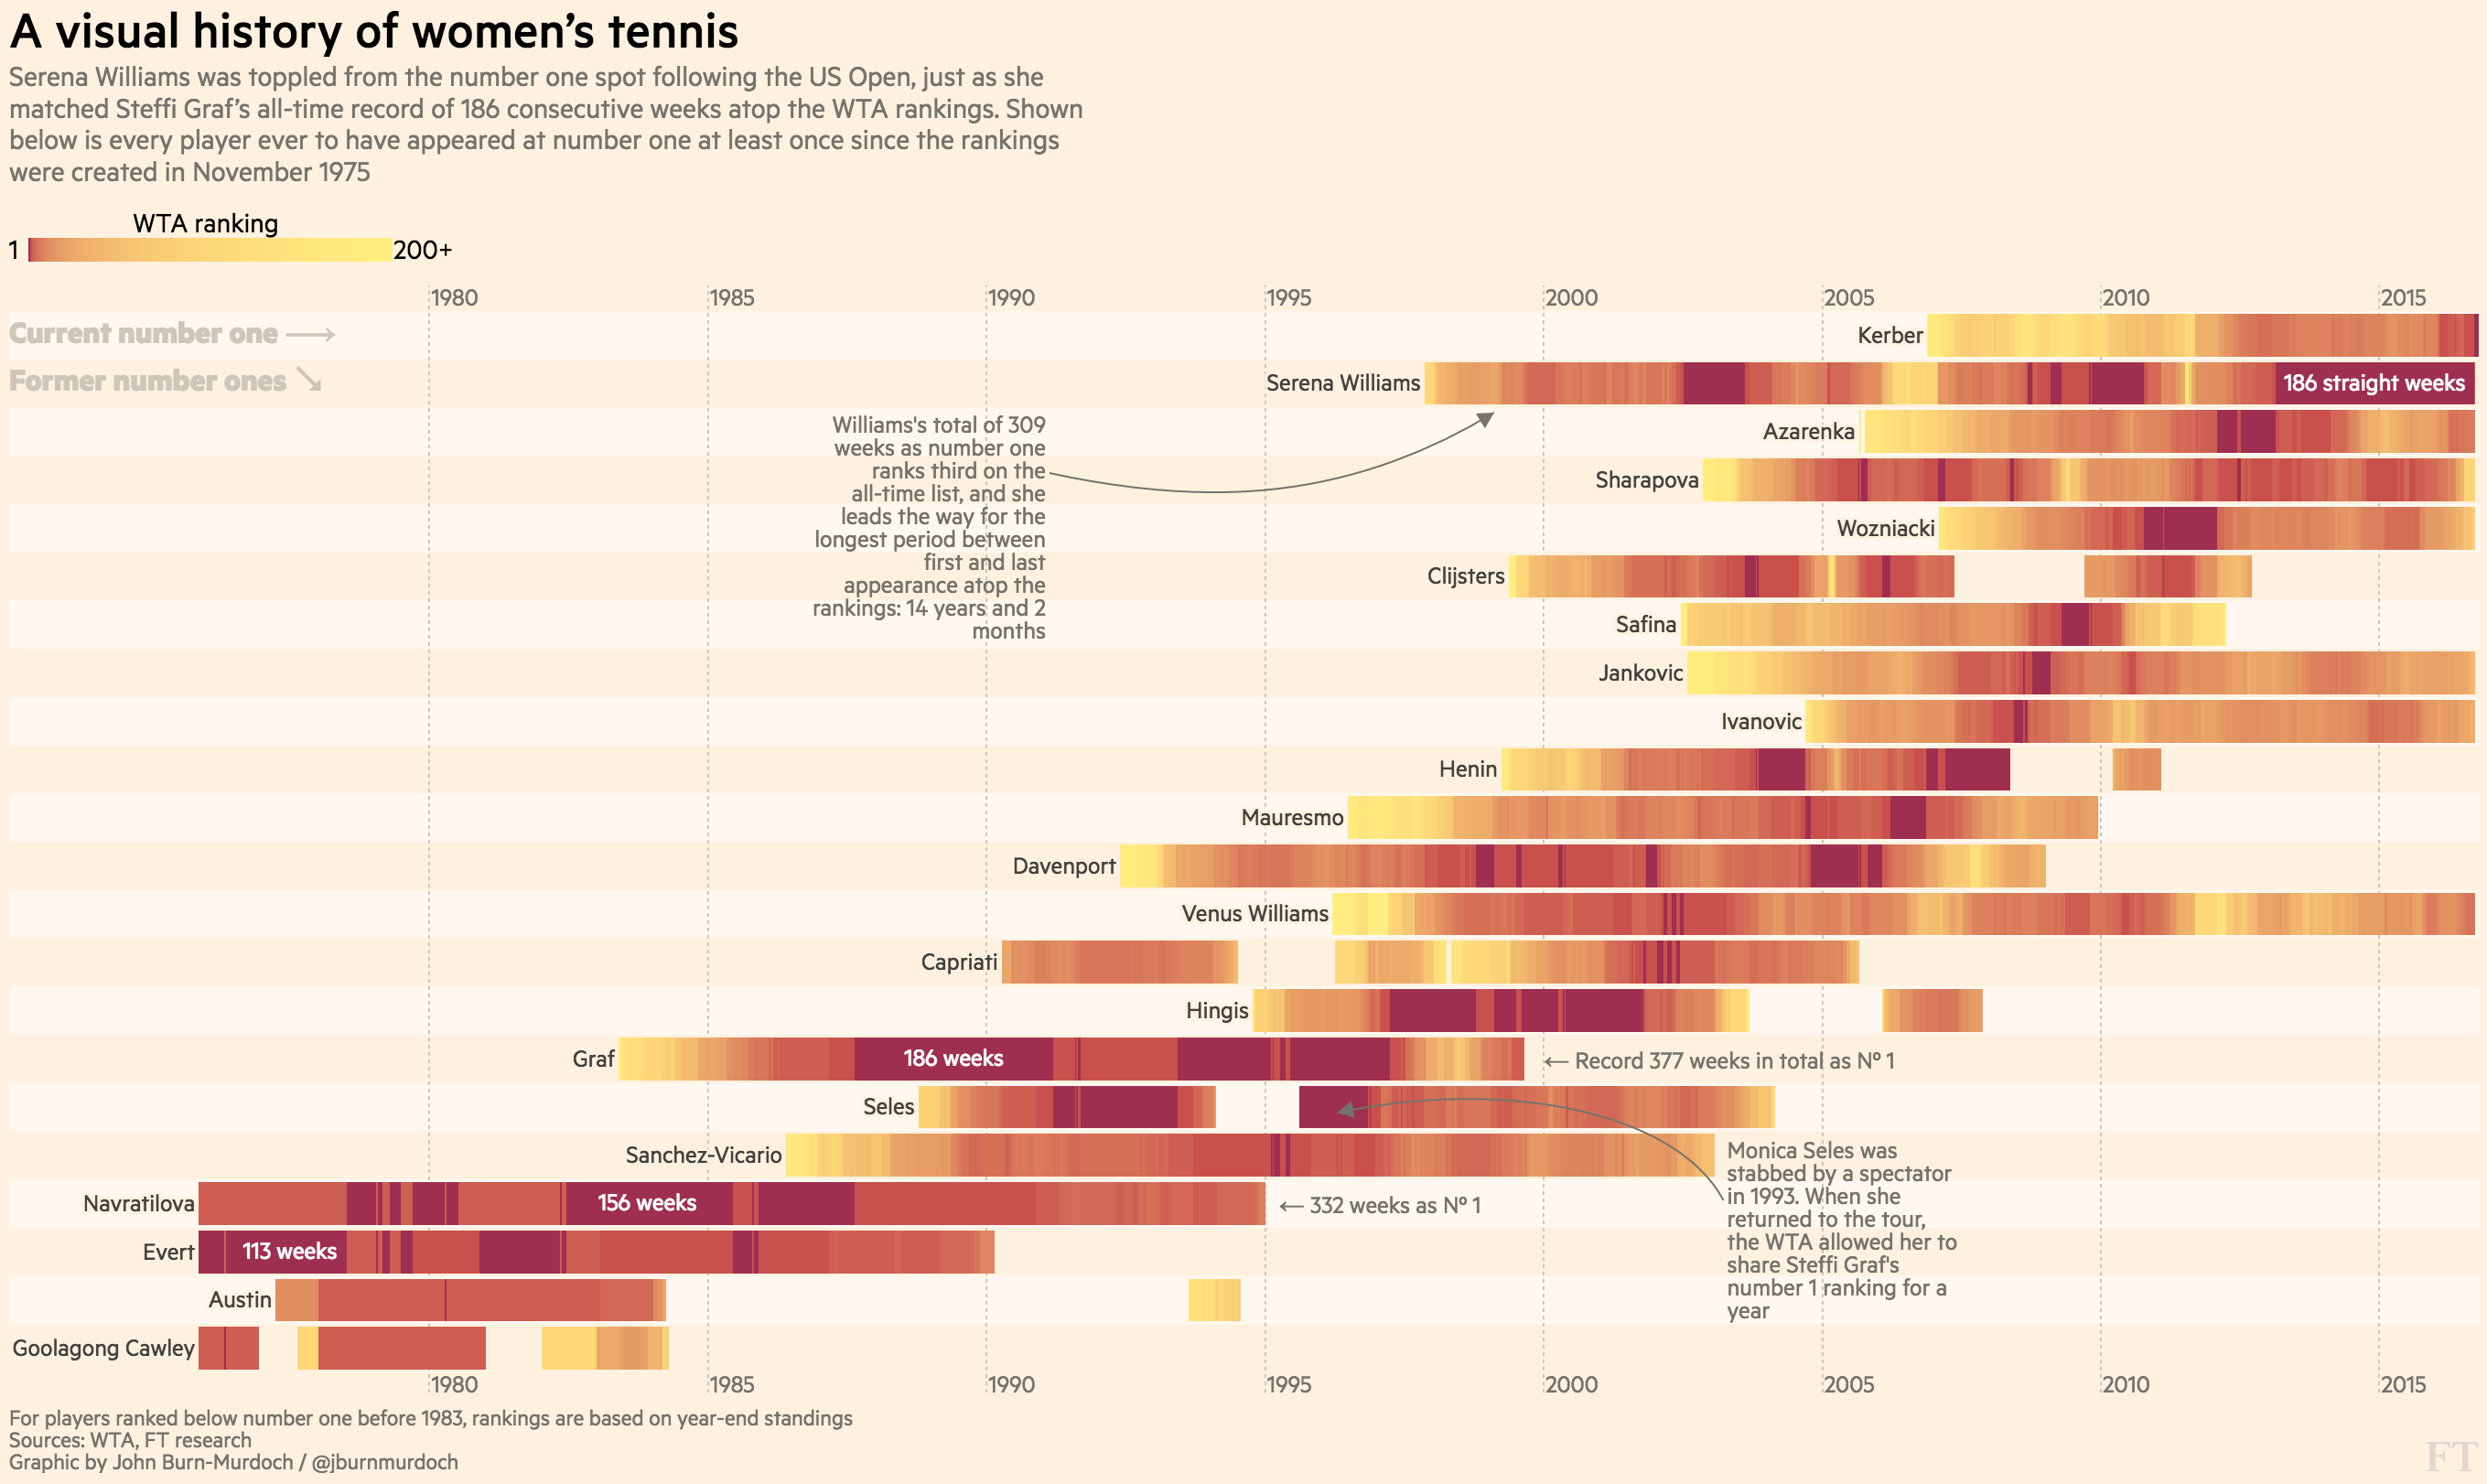 A visual history of women’s tennis
Serena Williams was toppled from the number one spot following the US Open, just as she
matched Steffi Graf’s all-time record of 186 consecutive weeks atop the WTA rankings. Shown
below is every player ever to have appeared at number one at least once since the rankings
were created in November 1975
WTA ranking
1 200+
1980 1985 1990 1995 2000 2005 2010 2015
Current number one →
Kerber
Former number ones ↘
Serena Williams
186 straight weeks
Williams's total of 309
weeks as number one
ranks third on the
all-time list, and she
leads the way for the
longest period between
first and last
appearance atop the
rankings: 14 years and 2
months
Azarenka
Sharapova
Wozniacki
Clijsters
Safina
Jankovic
Ivanovic
Henin
Mauresmo
Davenport
Venus Williams
Capriati
Hingis
Graf
186 weeks
← Record 377 weeks in total as Nº 1
Seles
Sanchez-Vicario
Monica Seles was
stabbed by a spectator
in 1993. When she
returned to the tour,
the WTA allowed her to
share Steffi Graf's
number 1 ranking for a
year
Navratilova
156 weeks
← 332 weeks as Nº 1
Evert
113 weeks
Austin
Goolagong Cawley
1980 1985 1990 1995 2000 2005 2010 2015
For players ranked below number one before 1983, rankings are based on year-end standings
Sources: WTA, FT research
Graphic by John Burn-Murdoch / @jburnmurdoch
FT